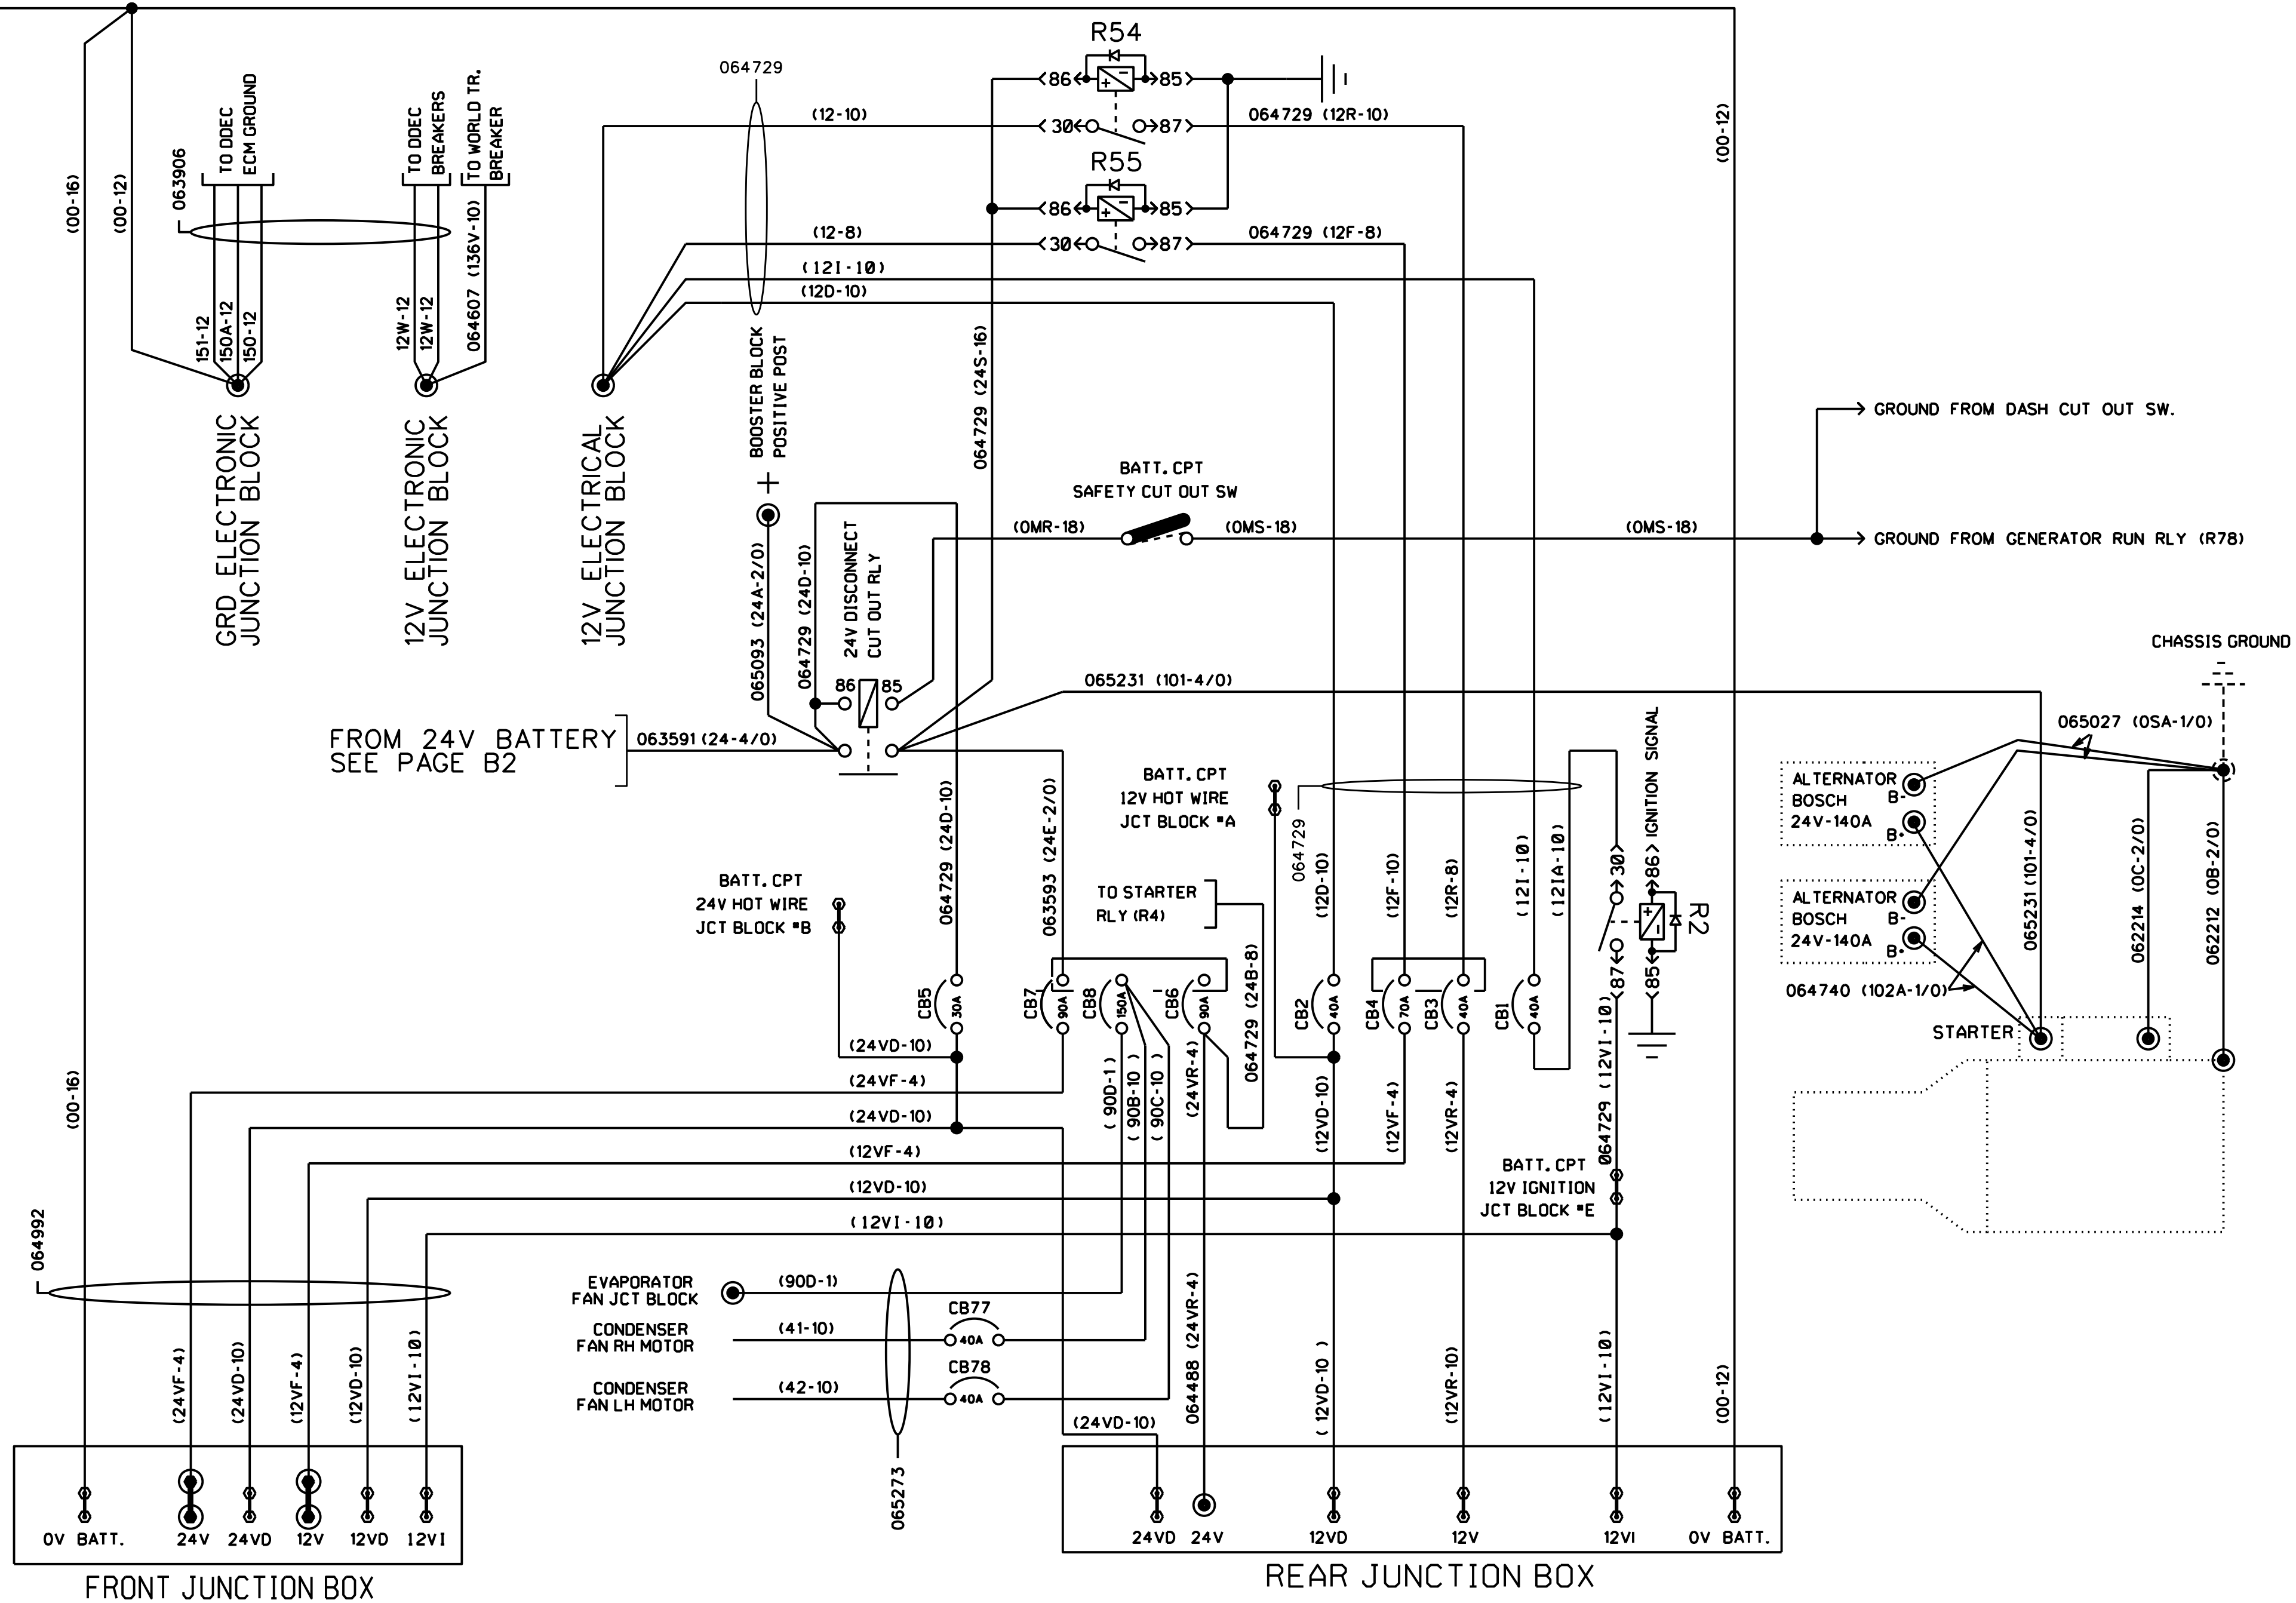 R54
064729
86
85
(12-10)
30
87
064729 (12R-10)
R55
86
85
(12-8)
30
87
064729 (12F-8)
(12I-10)
(12D-10)
(00-16)
(00-12)
063906
TO DDEC
ECM GROUND
TO DDEC
BREAKERS
TO WORLD TR.
BREAKER
151-12
150A-12
150-12
12W-12
12W-12
064607 (136V-10)
(00-12)
GRD ELECTRONIC
JUNCTION BLOCK
12V ELECTRONIC
JUNCTION BLOCK
12V ELECTRICAL
JUNCTION BLOCK
BOOSTER BLOCK
POSITIVE POST
+
064729 (24S-16)
GROUND FROM DASH CUT OUT SW.
BATT. CPT
SAFETY CUT OUT SW
(0MR-18)
(0MS-18)
(0MS-18)
GROUND FROM GENERATOR RUN RLY (R78)
065093 (24A-2/0)
064729 (24D-10)
24V DISCONNECT
CUT OUT RLY
86
85
065231 (101-4/0)
FROM 24V BATTERY
SEE PAGE B2
063591 (24-4/0)
CHASSIS GROUND
065027 (0SA-1/0)
BATT. CPT
12V HOT WIRE
JCT BLOCK "A
064729
064729 (24D-10)
063593 (24E-2/0)
(12D-10)
(12F-10)
(12R-8)
(12I-10)
(12IA-10)
30
86
IGNITION SIGNAL
R2
87
85
ALTERNATOR
BOSCH
24V-140A
B-
B+
ALTERNATOR
BOSCH
24V-140A
B-
B+
064740 (102A-1/0)
065231 (101-4/0)
062214 (0C-2/0)
062212 (0B-2/0)
STARTER
BATT. CPT
24V HOT WIRE
JCT BLOCK "B
TO STARTER
RLY (R4)
064729 (24B-8)
CB5
30A
CB7
90A
CB8
150A
CB6
90A
CB2
40A
CB4
70A
CB3
40A
CB1
40A
(24VD-10)
(24VF-4)
(24VD-10)
(12VF-4)
(12VD-10)
(12VI-10)
(90D-1)
(90B-10)
(90C-10)
(24VR-4)
(12VD-10)
(12VF-4)
(12VR-4)
064729 (12VI-10)
BATT. CPT
12V IGNITION
JCT BLOCK "E
(00-16)
064992
EVAPORATOR
FAN JCT BLOCK
(90D-1)
CONDENSER
FAN RH MOTOR
(41-10)
CB77
40A
CONDENSER
FAN LH MOTOR
(42-10)
CB78
40A
065273
(24VD-10)
064488 (24VR-4)
(24VF-4)
(24VD-10)
(12VF-4)
(12VD-10)
(12VI-10)
(12VD-10)
(12VR-10)
(12VI-10)
(00-12)
0V BATT.
24V
24VD
12V
12VD
12VI
FRONT JUNCTION BOX
24VD
24V
12VD
12V
12VI
0V BATT.
REAR JUNCTION BOX